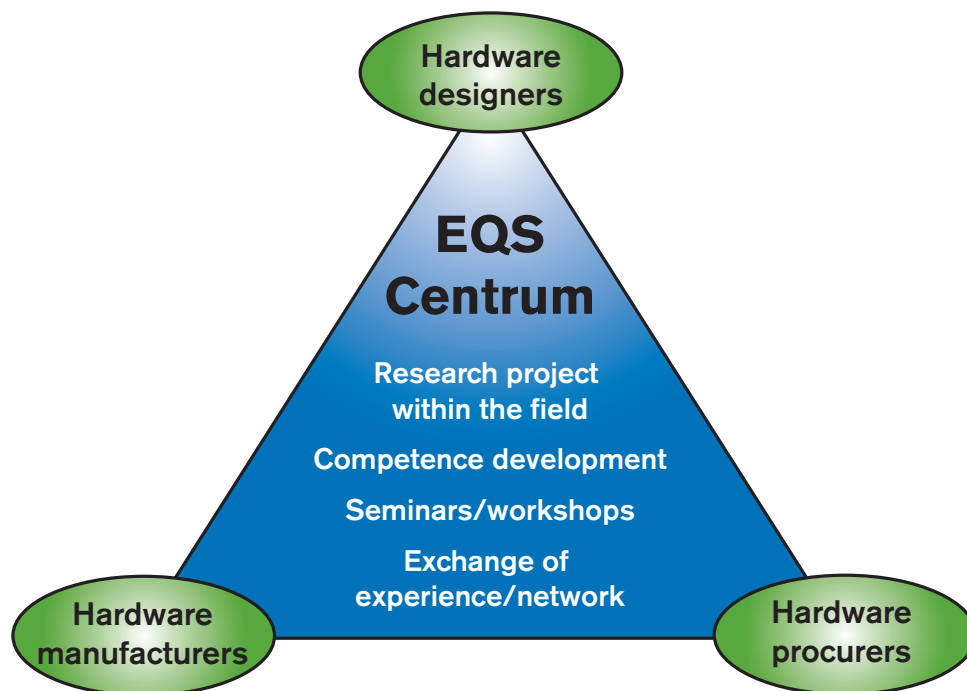 Hardware
designers
EQS
Centrum
Research project
within the field
Competence development
Seminars/workshops
Exchange of
experience/network
Hardware
manufacturers
Hardware
procurers